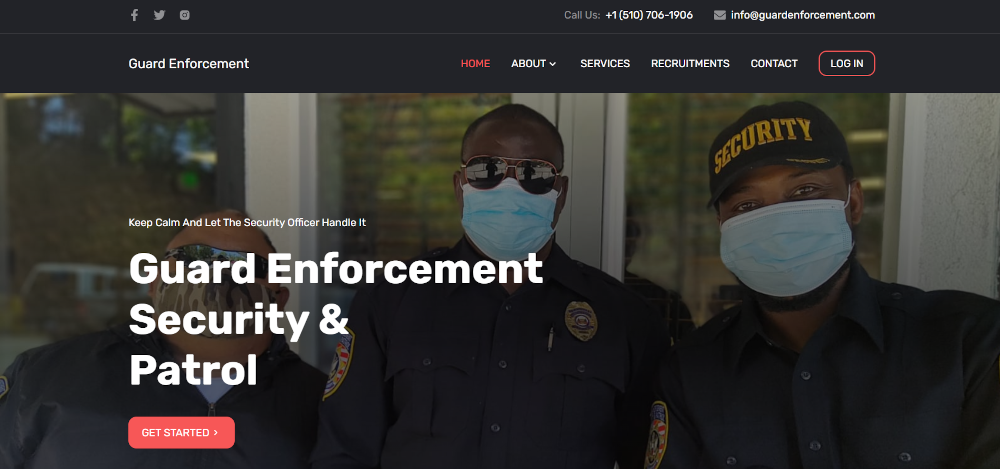 Call Us: +1 (510) 706-1906 info@guardenforcement.com
Guard Enforcement HOME ABOUT SERVICES RECRUITMENTS CONTACT LOG IN
SECURITY
Keep Calm And Let The Security Officer Handle It
Guard Enforcement
Security &
Patrol
GET STARTED